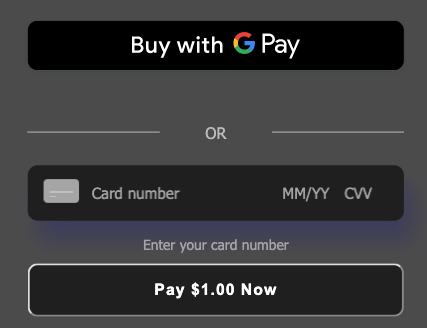 Buy with G Pay
OR
Card number MM/YY CVV
Enter your card number
Pay $1.00 Now